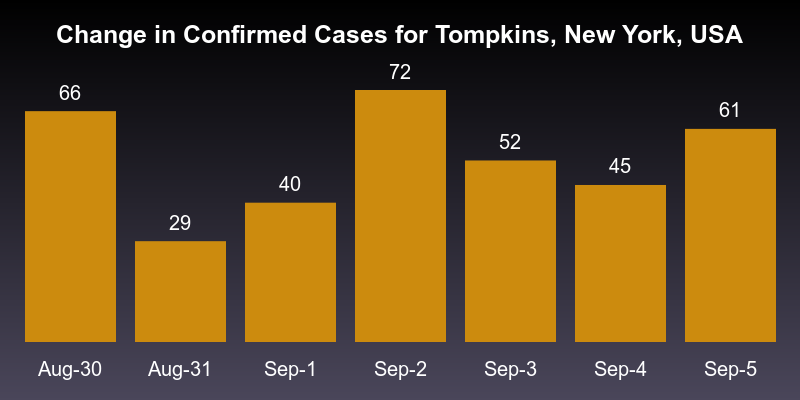 Change in Confirmed Cases for Tompkins, New York, USA
66
29
40
72
52
45
61
Aug-30
Aug-31
Sep-1
Sep-2
Sep-3
Sep-4
Sep-5